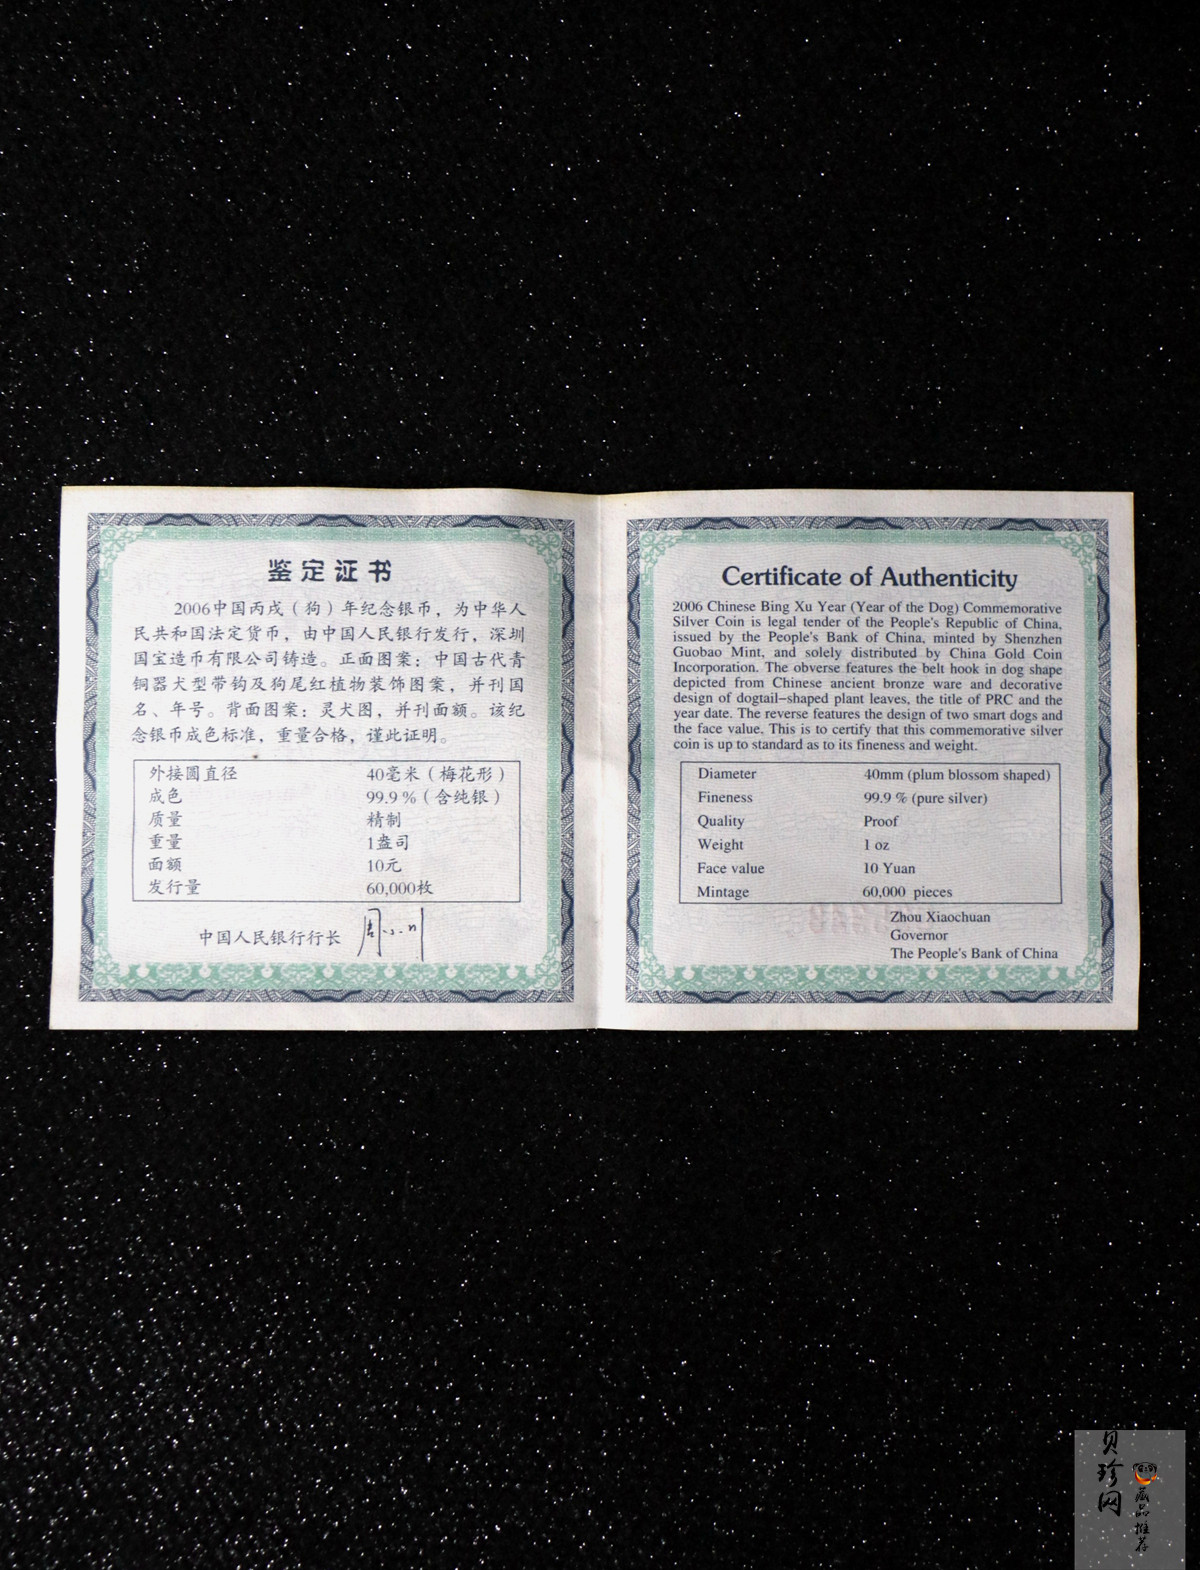 鉴定证书
2006中国丙戌（狗）年纪念银币，为中华人
民共和国法定货币，由中国人民银行发行，深圳
国宝造币有限公司铸造。正面图案：中国古代青
铜器犬型带钩及狗尾红植物装饰图案，并刊国
名、年号。背面图案：灵犬图，并刊面额。该纪
念银币成色标准，重量合格，谨此证明。
外接圆直径 40毫米（梅花形）
成色 99.9％（含纯银）
质量 精制
重量 1盎司
面额 10元
发行量 60,000枚
中国人民银行行长 周小川
Certificate of Authenticity
2006 Chinese Bing Xu Year (Year of the Dog) Commemorative
Silver Coin is legal tender of the People's Republic of China,
issued by the People's Bank of China, minted by Shenzhen
Guobao Mint, and solely distributed by China Gold Coin
Incorporation. The obverse features the belt hook in dog shape
depicted from Chinese ancient bronze ware and decorative
design of dogtail-shaped plant leaves, the title of PRC and the
year date. The reverse features the design of two smart dogs and
the face value. This is to certify that this commemorative silver
coin is up to standard as to its fineness and weight.
Diameter 40mm (plum blossom shaped)
Fineness 99.9 % (pure silver)
Quality Proof
Weight 1 oz
Face value 10 Yuan
Mintage 60,000 pieces
Zhou Xiaochuan
Governor
The People's Bank of China
贝珍网
藏品推荐